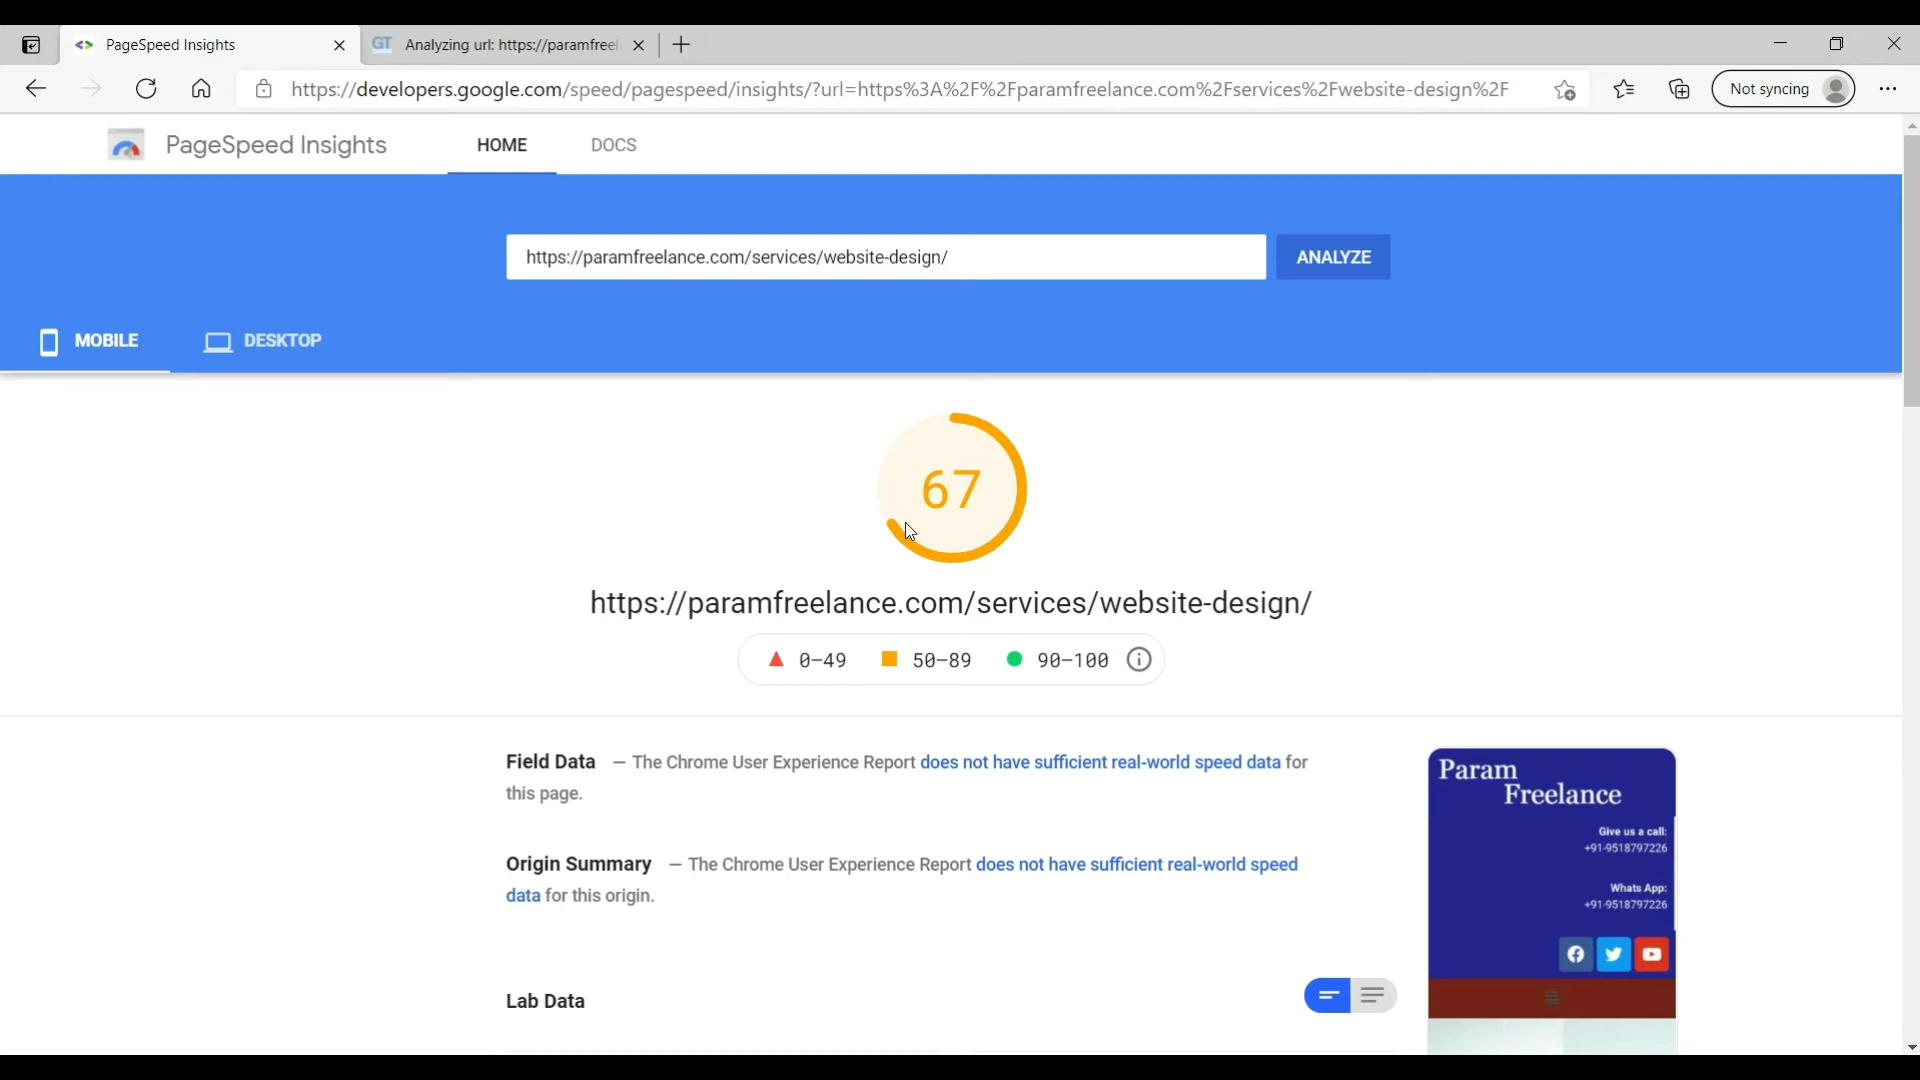 PageSpeed Insights
GT Analyzing url: https://paramfreel
https://developers.google.com/speed/pagespeed/insights/?url=https%3A%2F%2Fparamfreelance.com%2Fservices%2Fwebsite-design%2F
Not syncing
PageSpeed Insights
HOME
DOCS
https://paramfreelance.com/services/website-design/
ANALYZE
MOBILE
DESKTOP
67
https://paramfreelance.com/services/website-design/
0–49 50–89 90–100
Field Data — The Chrome User Experience Report does not have sufficient real-world speed data for
this page.
Origin Summary — The Chrome User Experience Report does not have sufficient real-world speed
data for this origin.
Lab Data
Param
Freelance
Give us a call:
+91-9518797226
Whats App:
+91-9518797226